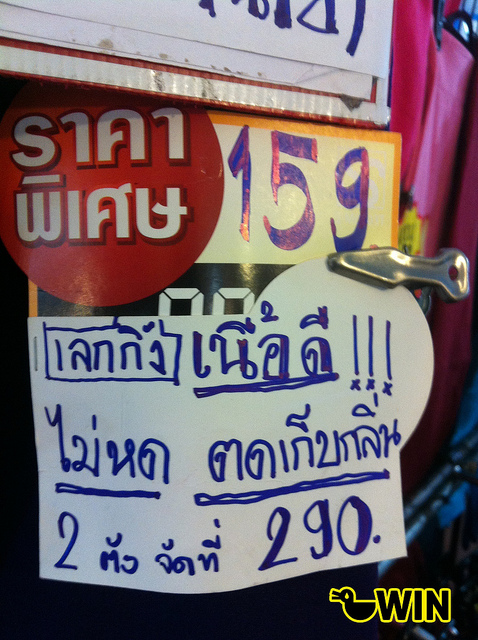 ราคา
พิเศษ
159.
เลกกิ้ง เนื้อดี !!!
ไม่หด ตดเก็บกลิ่น
2 ตัว จัดที่ 290.
WIN